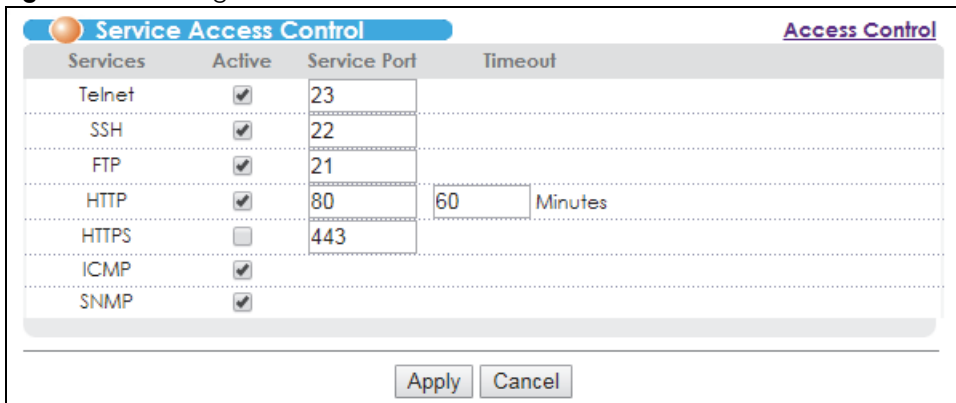 Service Access Control Access Control
Services Active Service Port Timeout
Telnet 23
SSH 22
FTP 21
HTTP 80 60 Minutes
HTTPS 443
ICMP
SNMP
Apply Cancel